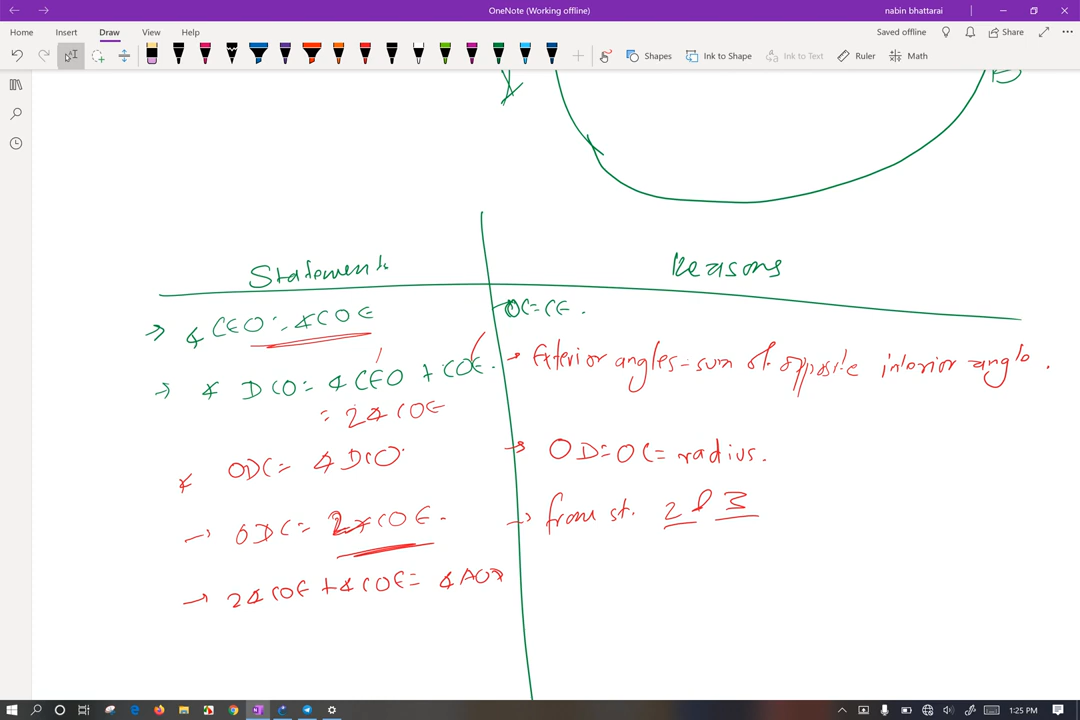 OneNote (Working offline)
nabin bhattarai
Home Insert Draw View Help
Saved offline
Share
Shapes
Ink to Shape
Ink to Text
Ruler
Math
Statements
Reasons
→ ∡ CEO = ∡COE
OC=CE.
→ ∡ DCO = ∡ CEO + COE.
→ Exterior angles = sum of opposite interior angle.
= 2∡ COE
∡ ODC = ∡ DCO.
→ OD=OC= radius.
→ ODC = 2∡COE.
→ from st. 2 & 3
→ 2∡COE + ∡COE = ∡AOD
1:25 PM